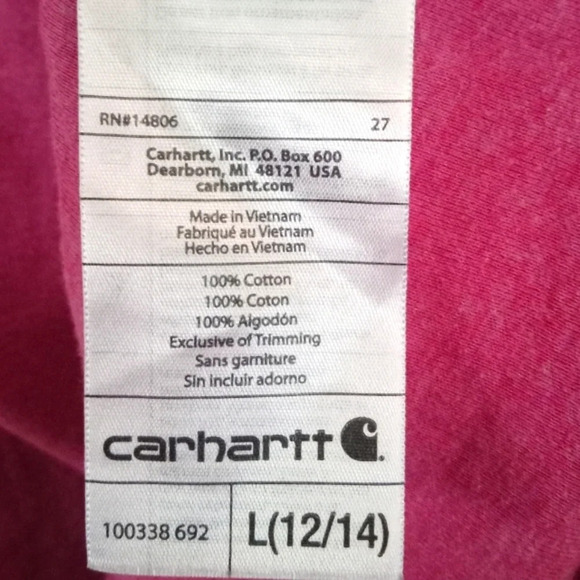 RN#14806 27
Carhartt, Inc. P.O. Box 600
Dearborn, MI 48121 USA
carhartt.com
Made in Vietnam
Fabriqué au Vietnam
Hecho en Vietnam
100% Cotton
100% Coton
100% Algodón
Exclusive of Trimming
Sans garniture
Sin incluir adorno
carhartt
100338 692 L(12/14)